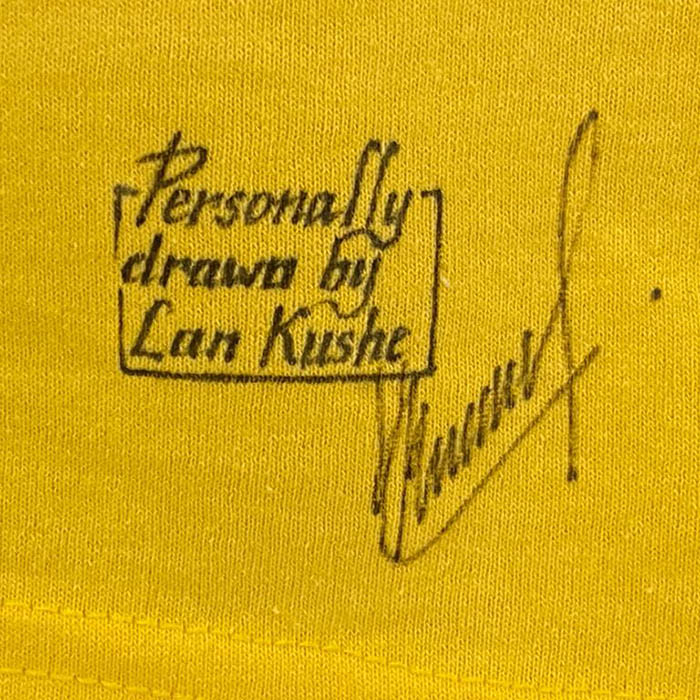 Personally
drawn by
Lan Kushe